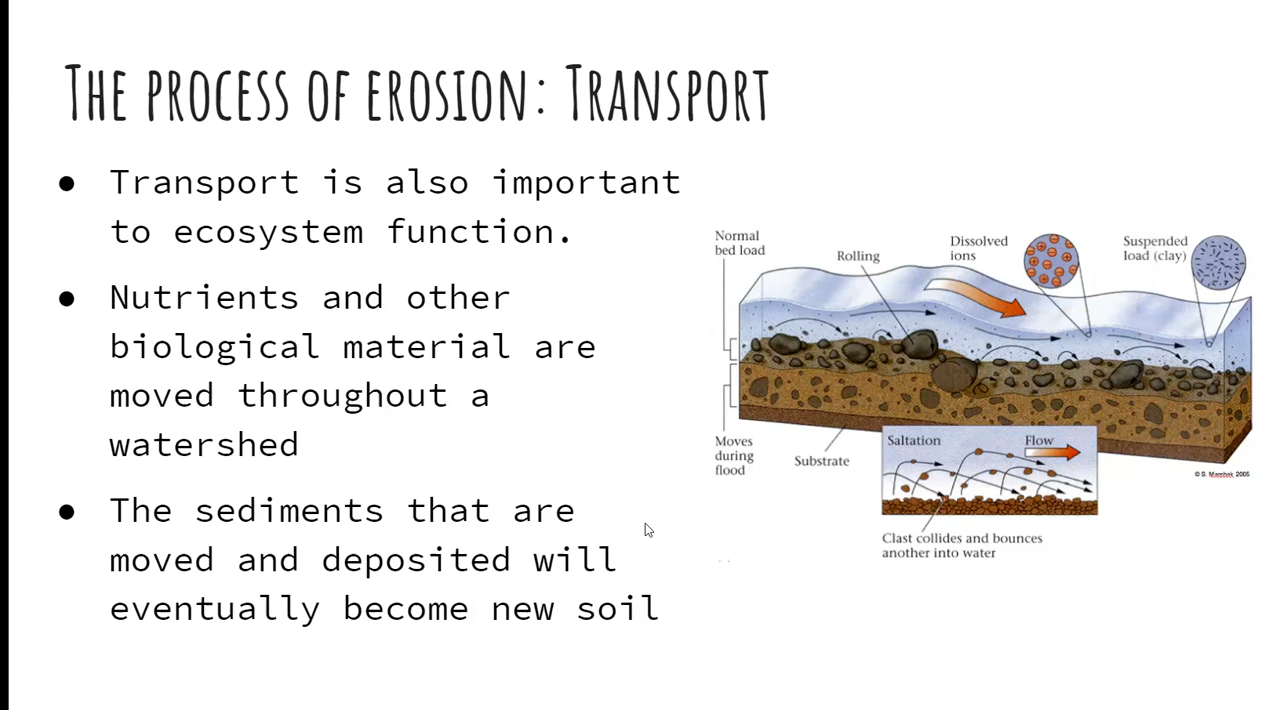 The process of erosion: Transport
● Transport is also important
to ecosystem function.
● Nutrients and other
biological material are
moved throughout a
watershed
● The sediments that are
moved and deposited will
eventually become new soil
Normal
bed load
Rolling
Dissolved
ions
Suspended
load (clay)
Moves
during
flood
Substrate
Saltation
Flow
Clast collides and bounces
another into water